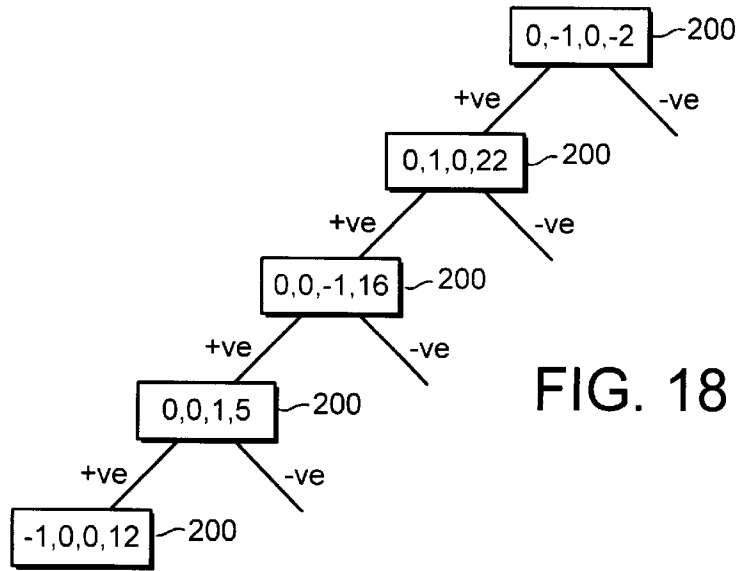 0,-1,0,-2 200
+ve -ve
0,1,0,22 200
+ve -ve
0,0,-1,16 200
+ve -ve
0,0,1,5 200
+ve -ve
-1,0,0,12 200
FIG. 18